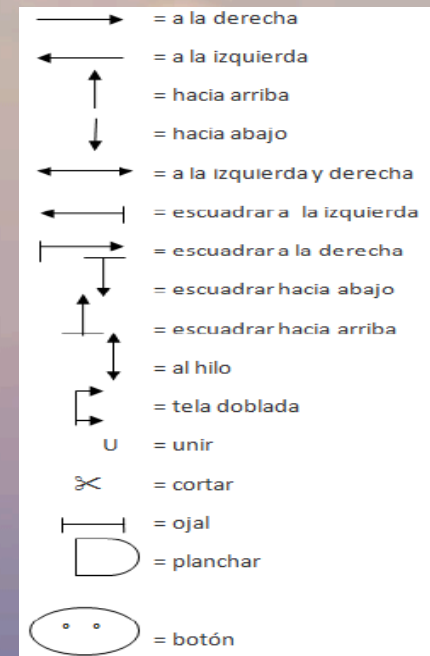 = a la derecha
= a la izquierda
= hacia arriba
= hacia abajo
= a la izquierda y derecha
= escuadrar a la izquierda
= escuadrar a la derecha
= escuadrar hacia abajo
= escuadrar hacia arriba
= al hilo
= tela doblada
U = unir
✂ = cortar
= ojal
= planchar
= botón